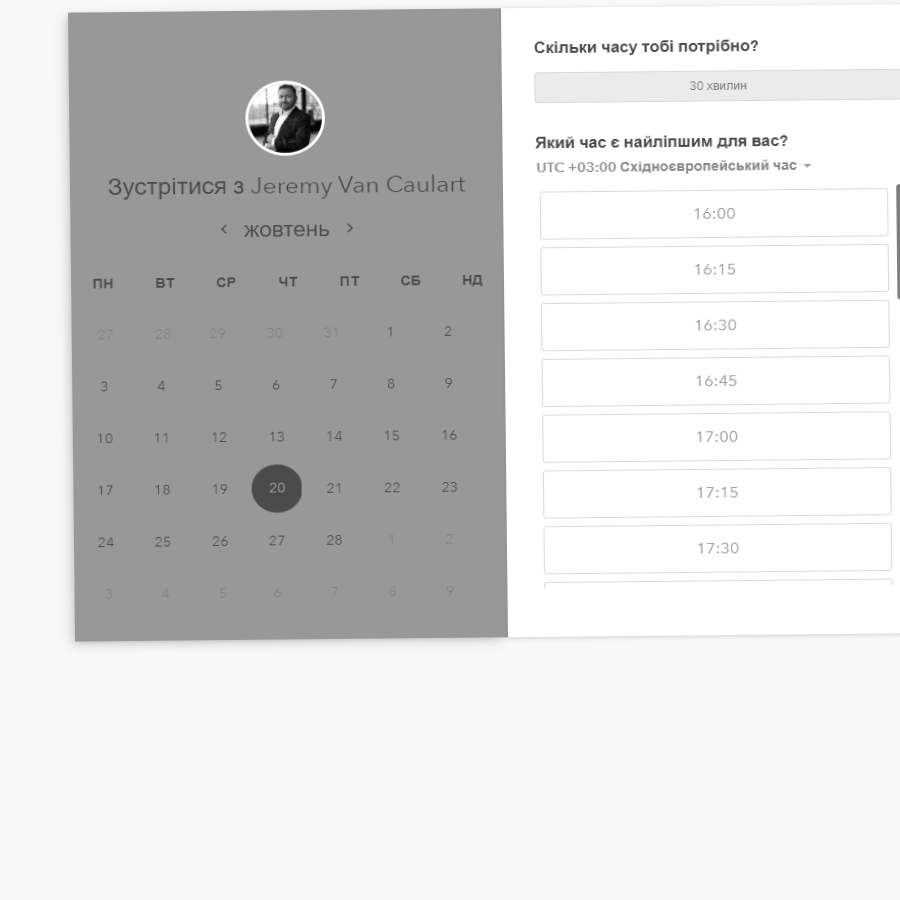 Зустрітися з Jeremy Van Caulart
‹ жовтень ›
ПН ВТ СР ЧТ ПТ СБ НД
27 28 29 30 31 1 2
3 4 5 6 7 8 9
10 11 12 13 14 15 16
17 18 19 20 21 22 23
24 25 26 27 28 1 2
3 4 5 6 7 8 9
Скільки часу тобі потрібно?
30 хвилин
Який час є найліпшим для вас?
UTC +03:00 Східноєвропейський час
16:00
16:15
16:30
16:45
17:00
17:15
17:30